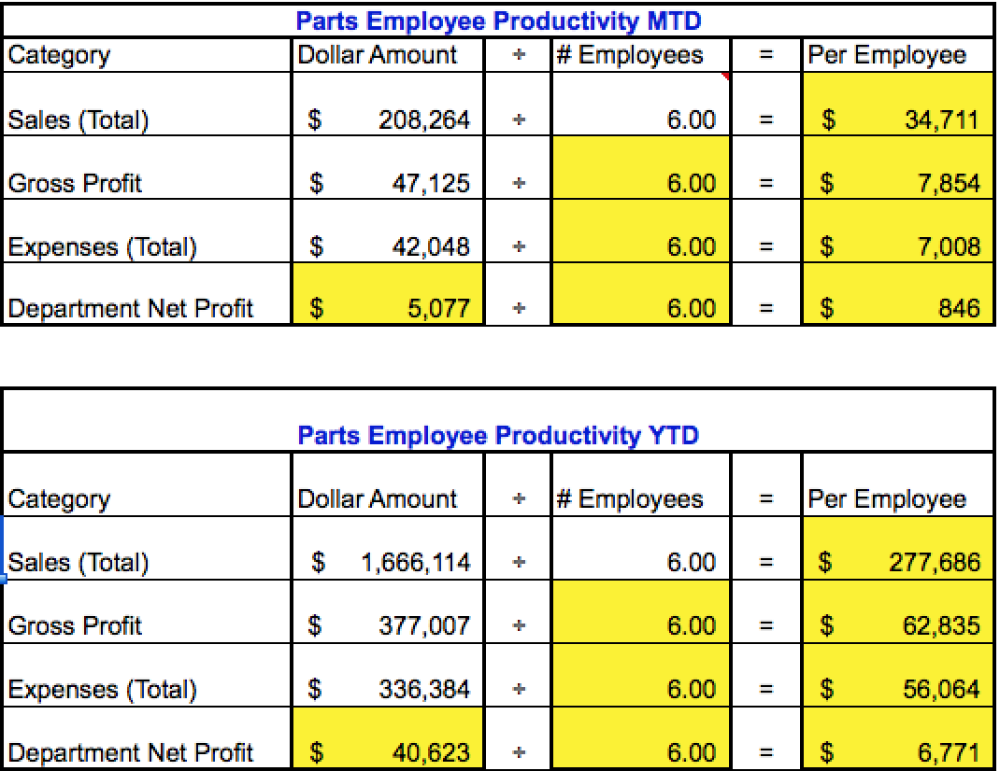 Parts Employee Productivity MTD
Category Dollar Amount ÷ # Employees = Per Employee
Sales (Total) $ 208,264 ÷ 6.00 = $ 34,711
Gross Profit $ 47,125 ÷ 6.00 = $ 7,854
Expenses (Total) $ 42,048 ÷ 6.00 = $ 7,008
Department Net Profit $ 5,077 ÷ 6.00 = $ 846
Parts Employee Productivity YTD
Category Dollar Amount ÷ # Employees = Per Employee
Sales (Total) $ 1,666,114 ÷ 6.00 = $ 277,686
Gross Profit $ 377,007 ÷ 6.00 = $ 62,835
Expenses (Total) $ 336,384 ÷ 6.00 = $ 56,064
Department Net Profit $ 40,623 ÷ 6.00 = $ 6,771